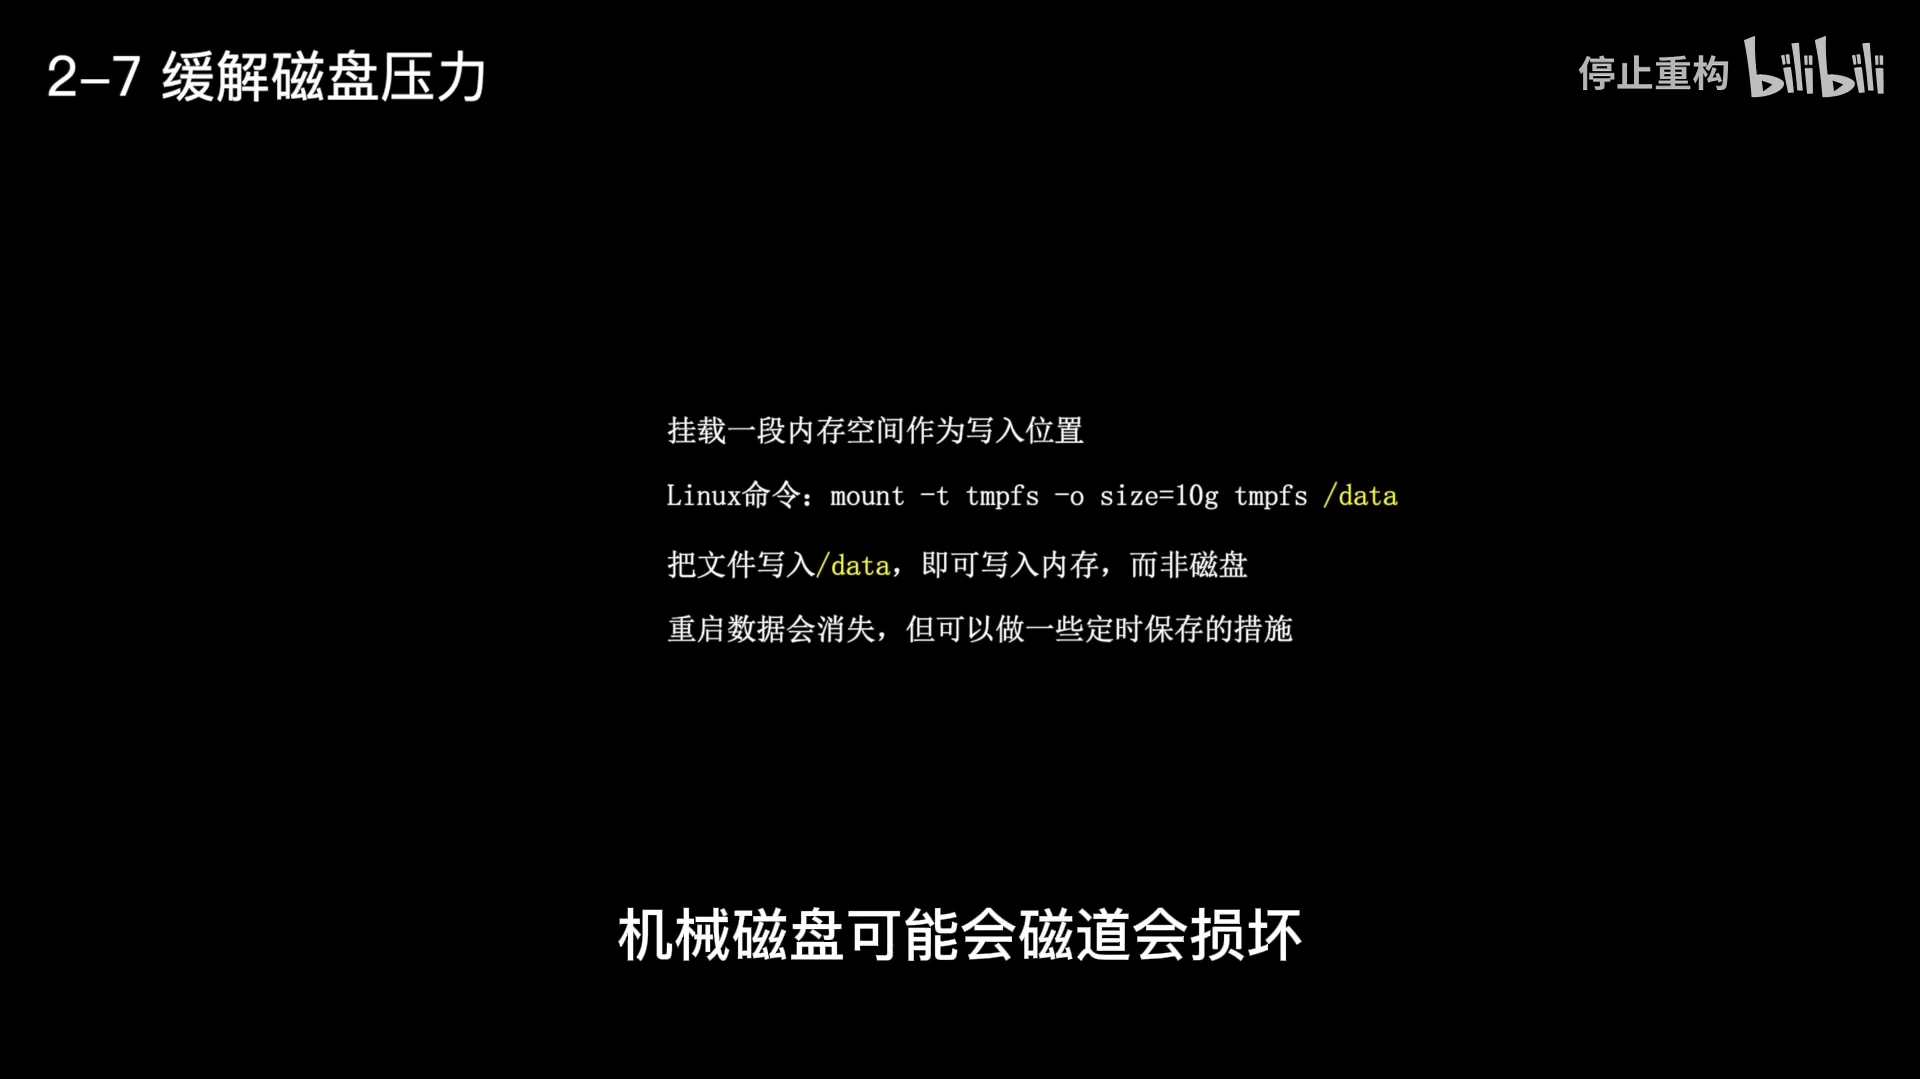 2-7 缓解磁盘压力
停止重构 bilibili
挂载一段内存空间作为写入位置
Linux命令：mount -t tmpfs -o size=10g tmpfs /data
把文件写入/data，即可写入内存，而非磁盘
重启数据会消失，但可以做一些定时保存的措施
机械磁盘可能会磁道会损坏